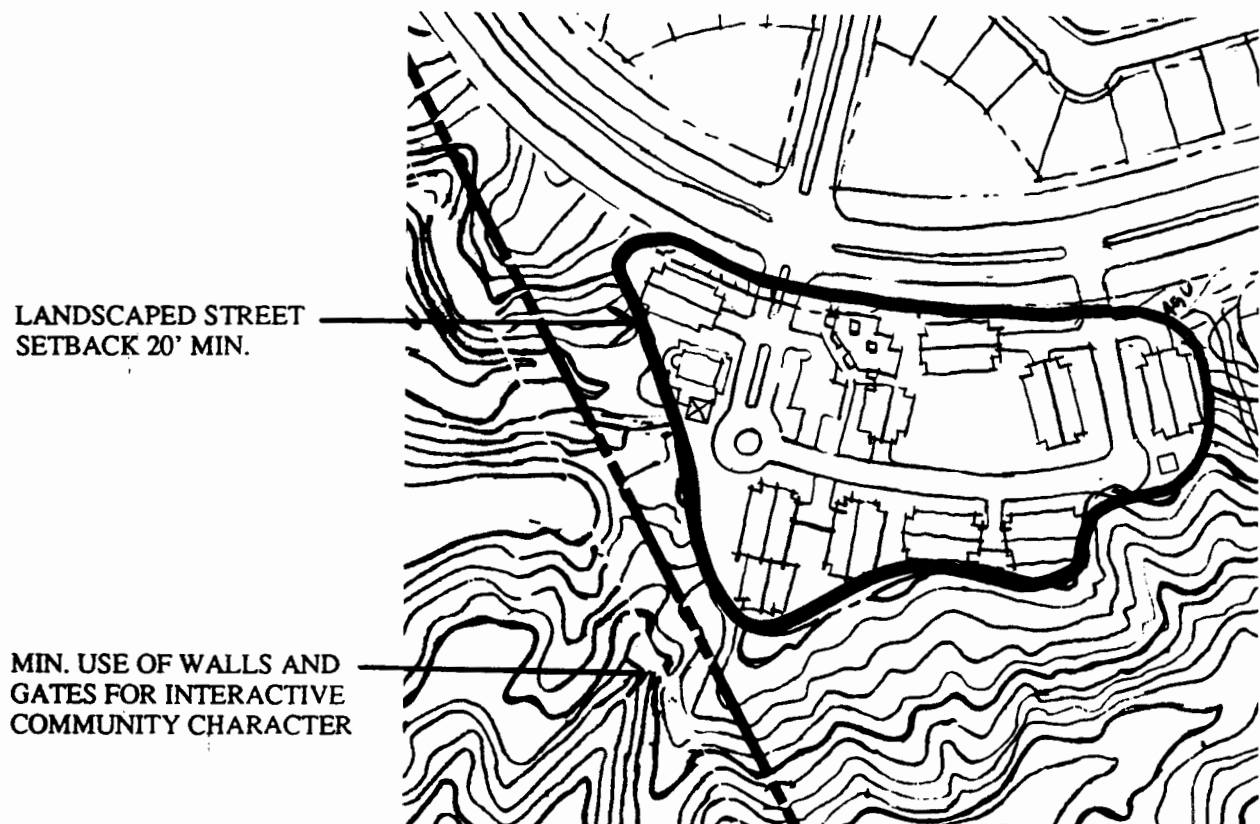 LANDSCAPED STREET
SETBACK 20' MIN.
MIN. USE OF WALLS AND
GATES FOR INTERACTIVE
COMMUNITY CHARACTER